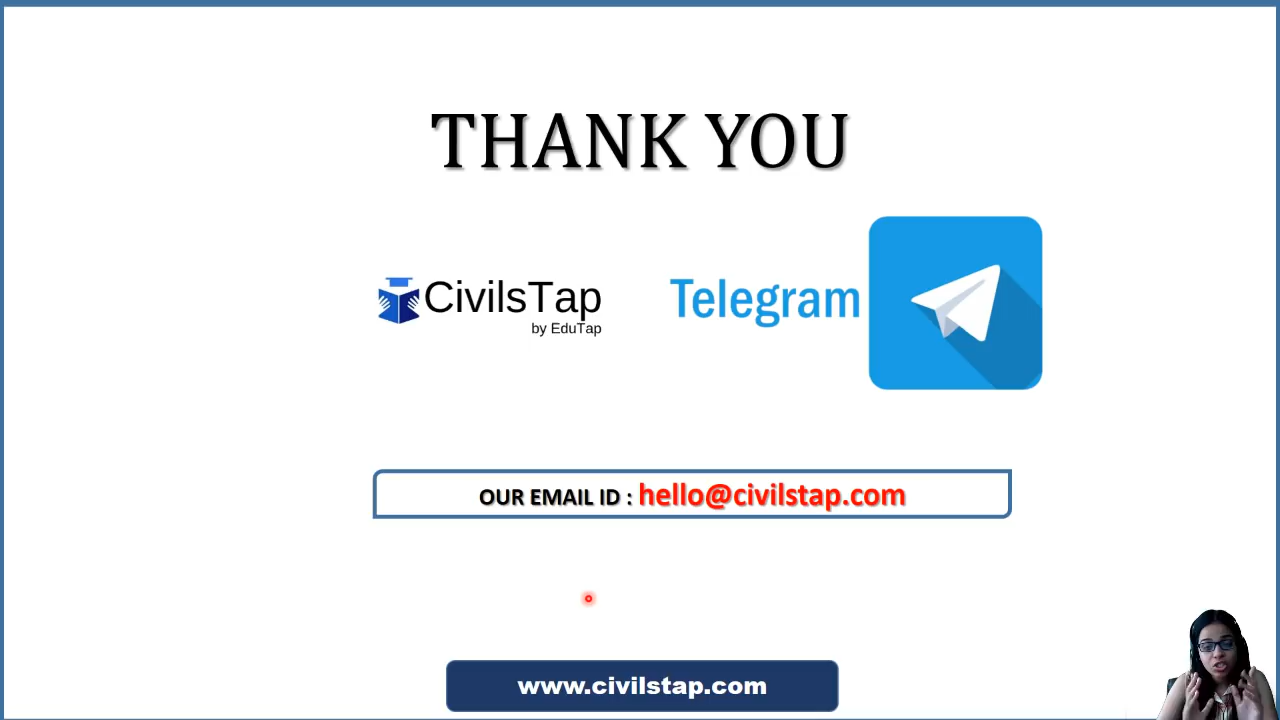 THANK YOU
CivilsTap
by EduTap
Telegram
OUR EMAIL ID : hello@civilstap.com
www.civilstap.com